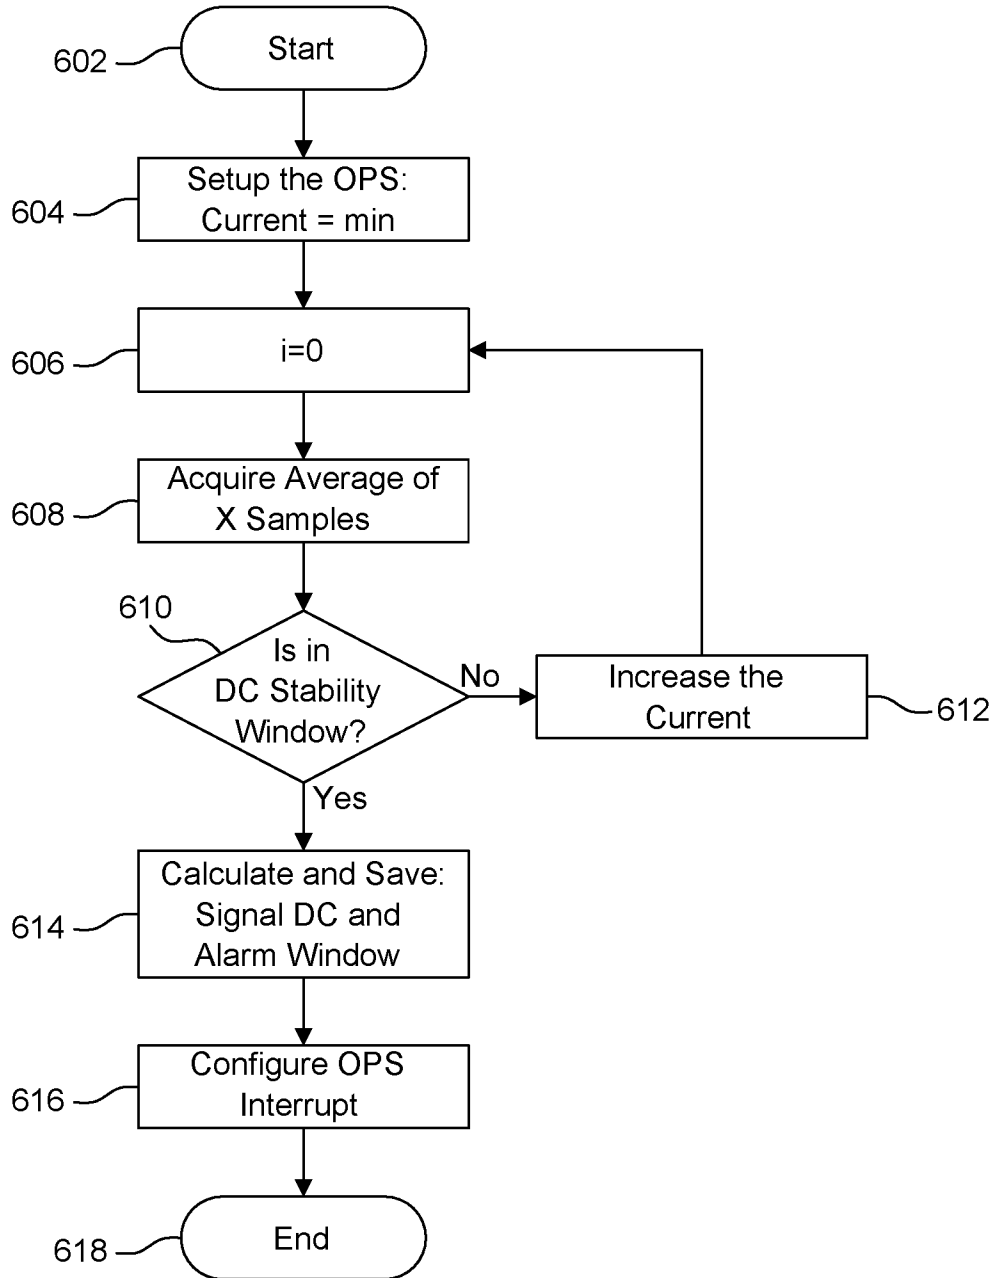 602
Start
604
Setup the OPS:
Current = min
606
i=0
608
Acquire Average of
X Samples
610
Is in
DC Stability
Window?
No
Increase the
Current
612
Yes
614
Calculate and Save:
Signal DC and
Alarm Window
616
Configure OPS
Interrupt
618
End